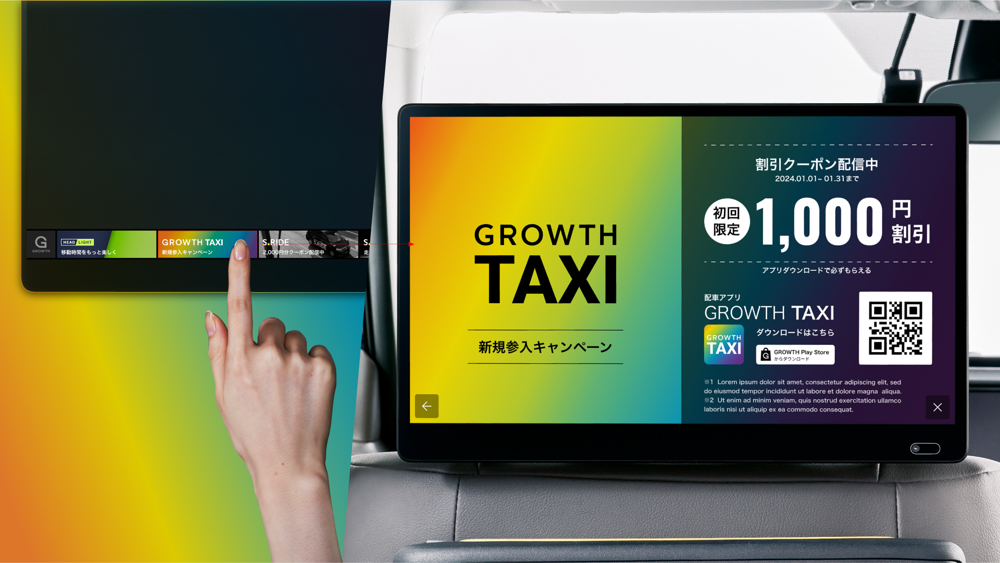 G
GROWTH
HEAD LIGHT
移動時間をもっと楽しく
GROWTH TAXI
新規参入キャンペーン
S.RIDE
2,000円分クーポン配信中
S.
走
GROWTH
TAXI
新規参入キャンペーン
割引クーポン配信中
2024.01.01~ 01.31まで
初回
限定
1,000
円
割引
アプリダウンロードで必ずもらえる
配車アプリ
GROWTH TAXI
GROWTH
TAXI
ダウンロードはこちら
G
GROWTH Play Store
からダウンロード
※1 Lorem ipsum dolor sit amet, consectetur adipiscing elit, sed
do eiusmod tempor incididunt ut labore et dolore magna aliqua.
※2 Ut enim ad minim veniam, quis nostrud exercitation ullamco
laboris nisi ut aliquip ex ea commodo consequat.